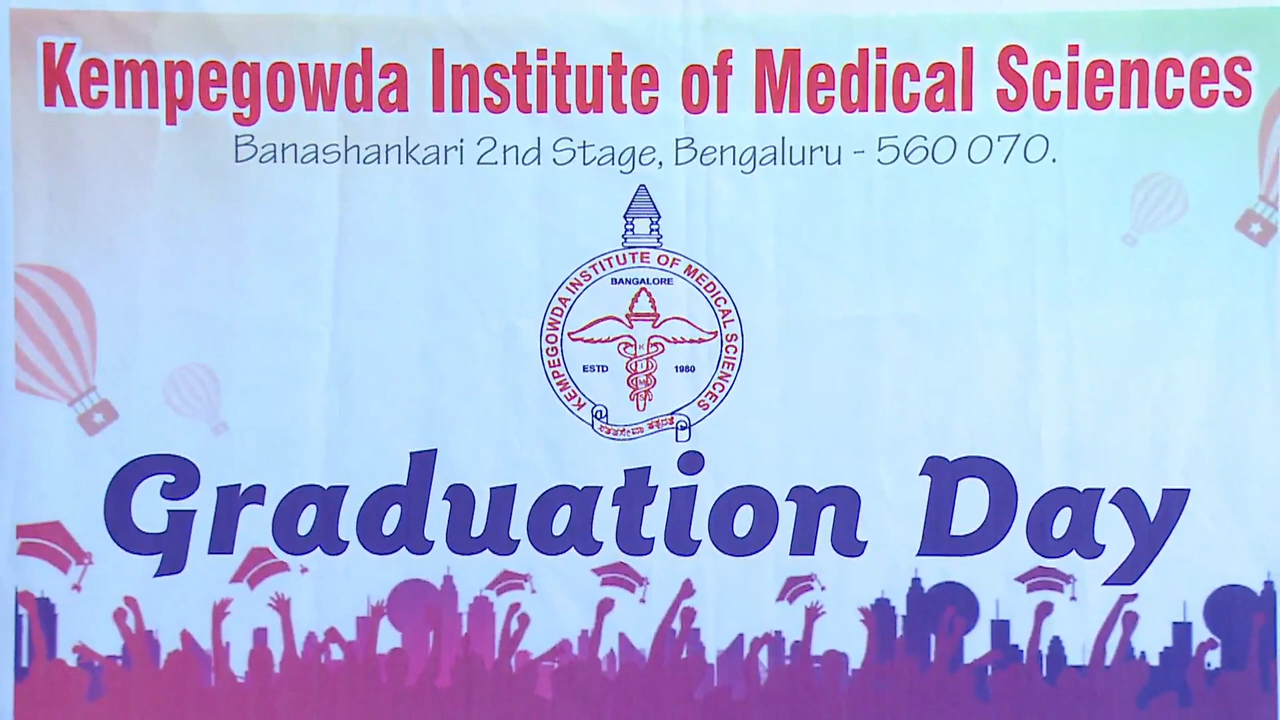 Kempegowda Institute of Medical Sciences
Banashankari 2nd Stage, Bengaluru - 560 070.
KEMPEGOWDA INSTITUTE OF MEDICAL SCIENCES
BANGALORE
ESTD 1980
K
I
M
S
Graduation Day